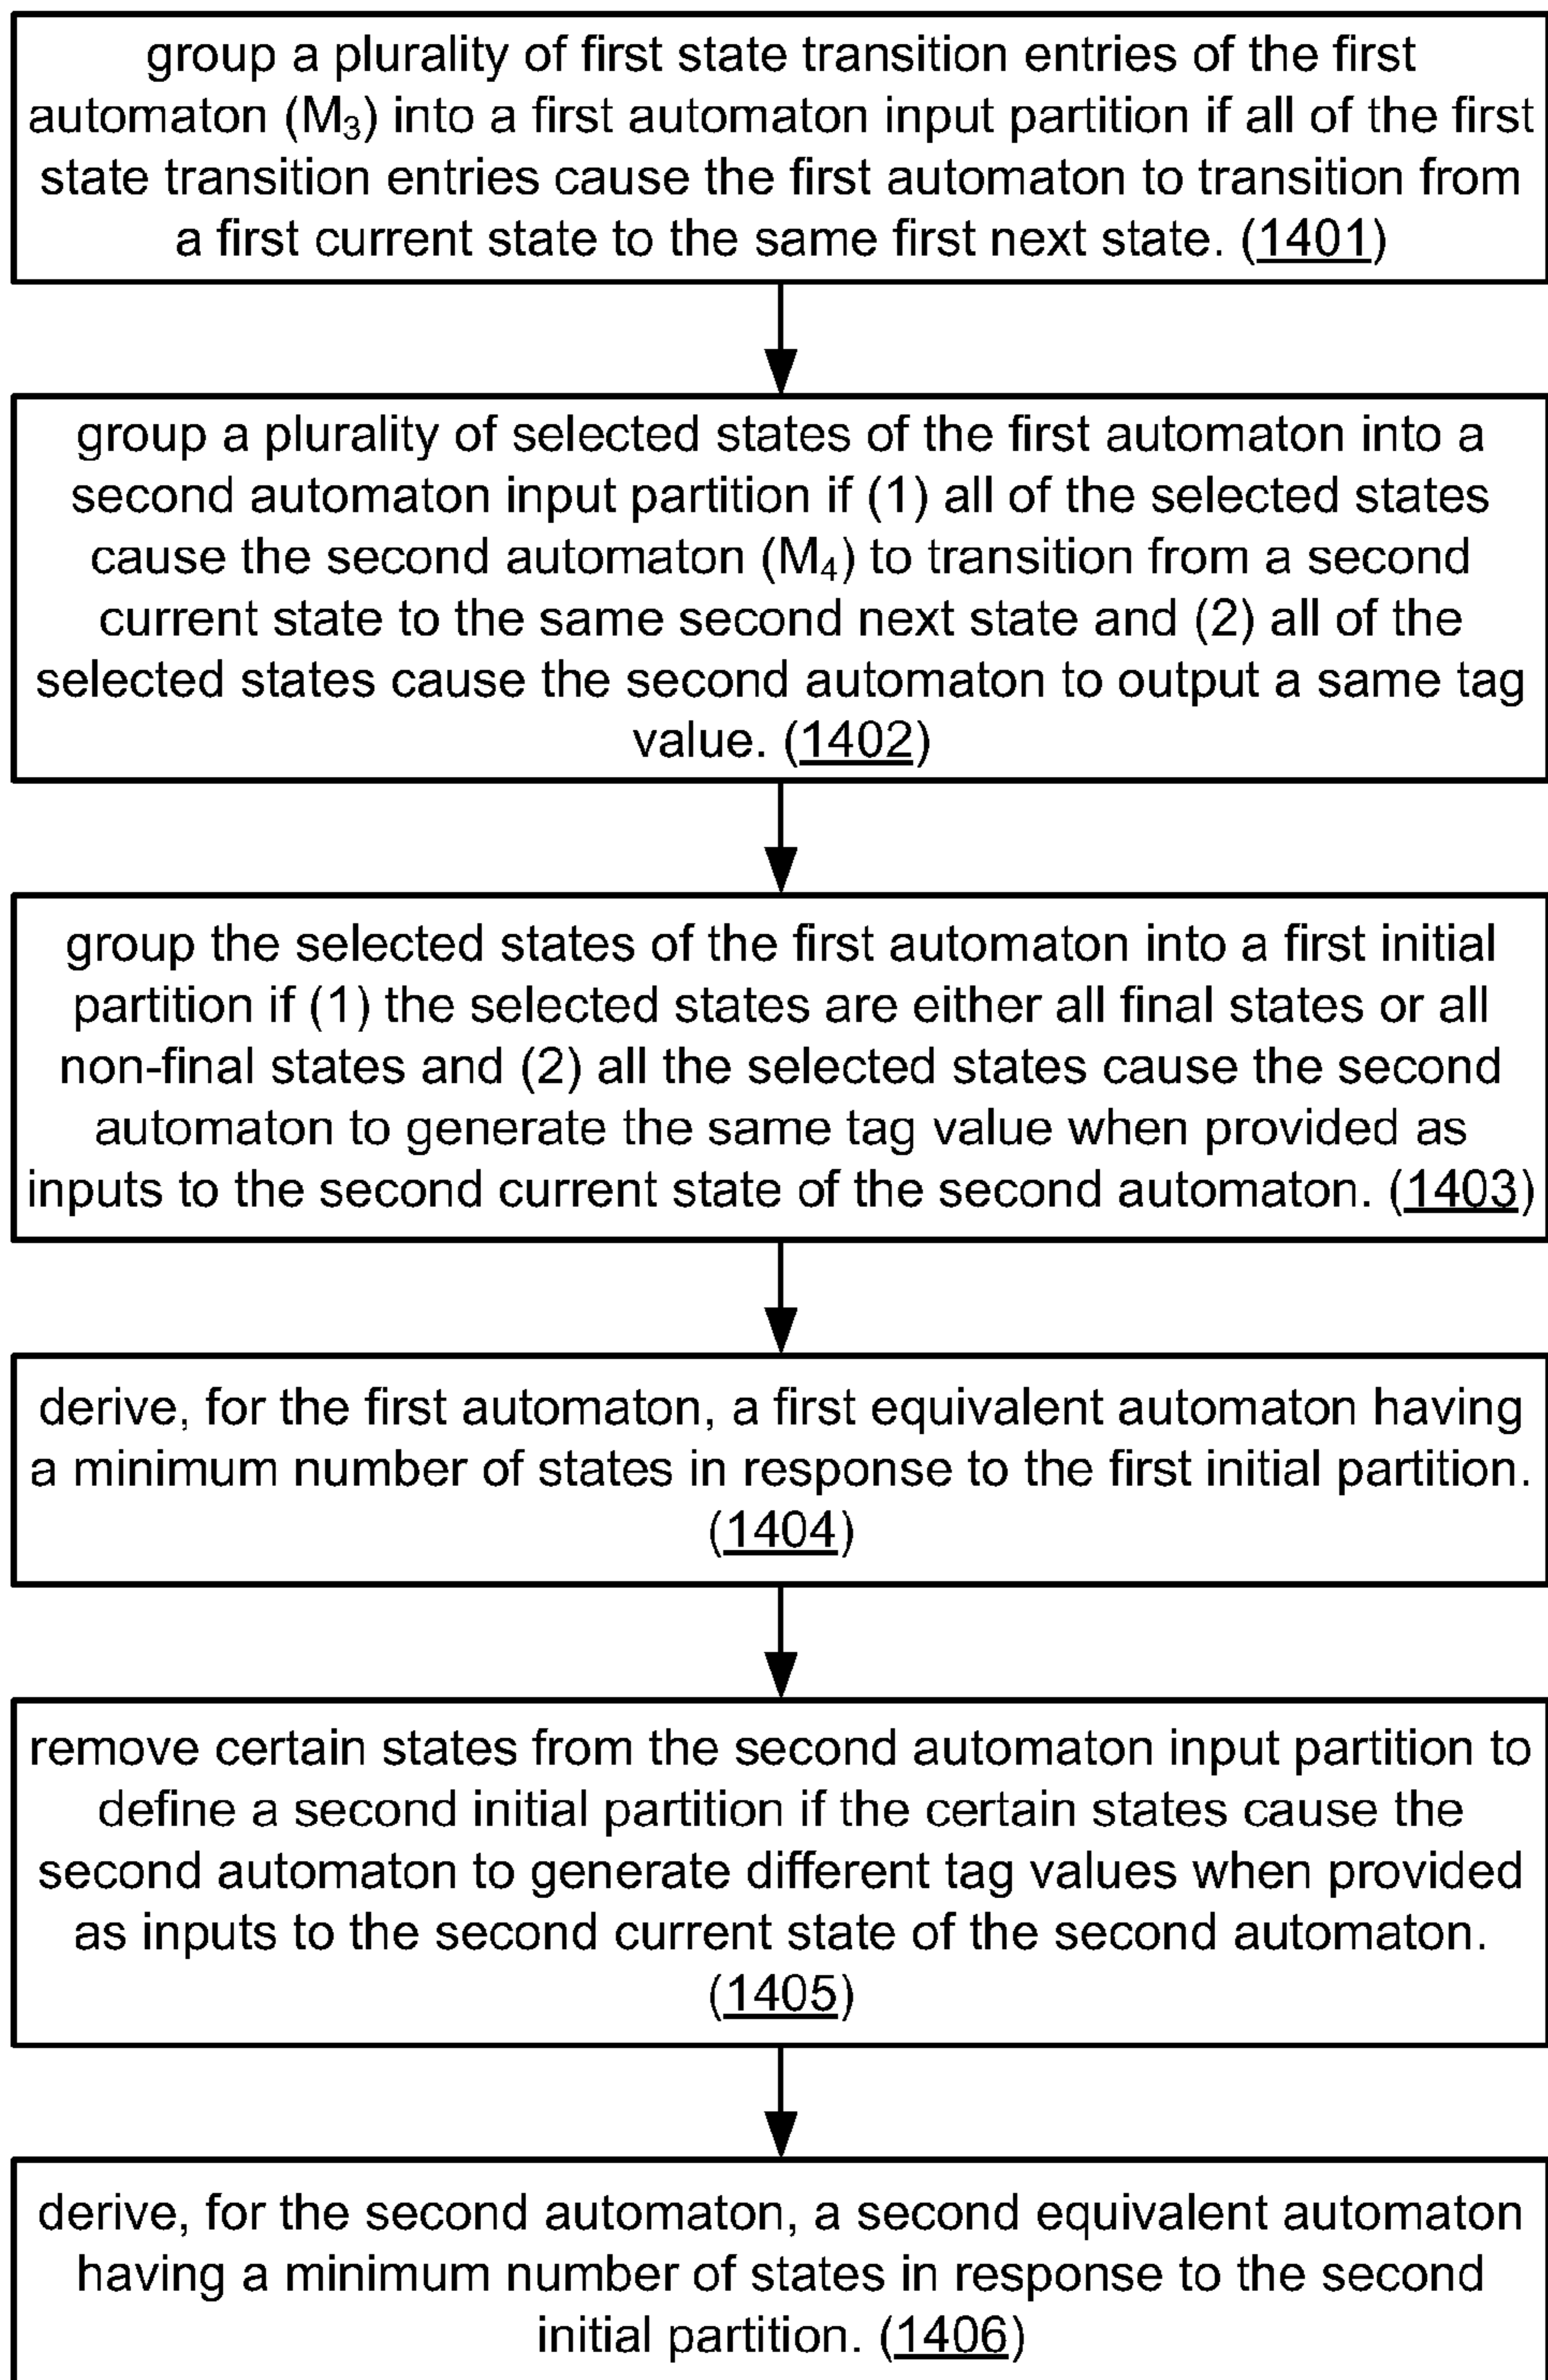 group a plurality of first state transition entries of the first
automaton (M₃) into a first automaton input partition if all of the first
state transition entries cause the first automaton to transition from
a first current state to the same first next state. (1401)
group a plurality of selected states of the first automaton into a
second automaton input partition if (1) all of the selected states
cause the second automaton (M₄) to transition from a second
current state to the same second next state and (2) all of the
selected states cause the second automaton to output a same tag
value. (1402)
group the selected states of the first automaton into a first initial
partition if (1) the selected states are either all final states or all
non-final states and (2) all the selected states cause the second
automaton to generate the same tag value when provided as
inputs to the second current state of the second automaton. (1403)
derive, for the first automaton, a first equivalent automaton having
a minimum number of states in response to the first initial partition.
(1404)
remove certain states from the second automaton input partition to
define a second initial partition if the certain states cause the
second automaton to generate different tag values when provided
as inputs to the second current state of the second automaton.
(1405)
derive, for the second automaton, a second equivalent automaton
having a minimum number of states in response to the second
initial partition. (1406)